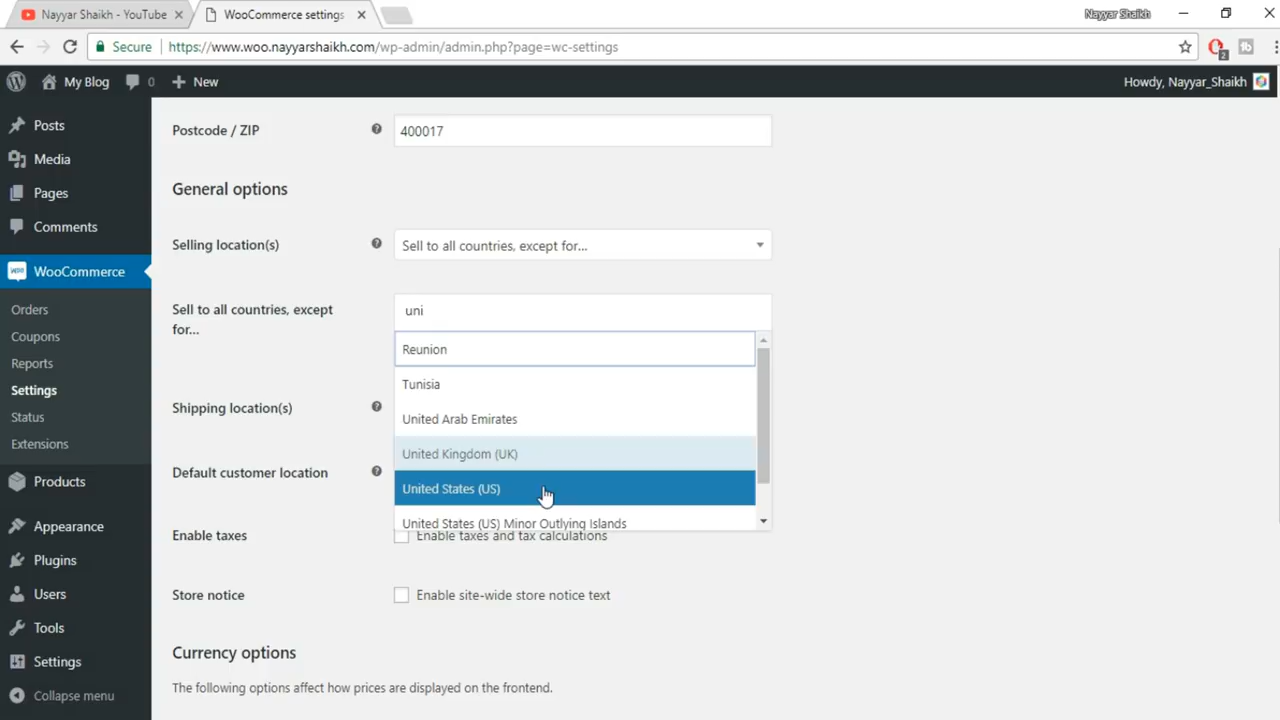 Nayyar Shaikh - YouTube
WooCommerce settings
Nayyar Shaikh
Secure
https://www.woo.nayyarshaikh.com/wp-admin/admin.php?page=wc-settings
2
My Blog
0
New
Howdy, Nayyar_Shaikh
Posts
Media
Pages
Comments
WooCommerce
Orders
Coupons
Reports
Settings
Status
Extensions
Products
Appearance
Plugins
Users
Tools
Settings
Collapse menu
Postcode / ZIP
400017
General options
Selling location(s)
Sell to all countries, except for...
Sell to all countries, except
for...
uni
Reunion
Tunisia
United Arab Emirates
United Kingdom (UK)
United States (US)
United States (US) Minor Outlying Islands
Shipping location(s)
Default customer location
Enable taxes
Enable taxes and tax calculations
Store notice
Enable site-wide store notice text
Currency options
The following options affect how prices are displayed on the frontend.